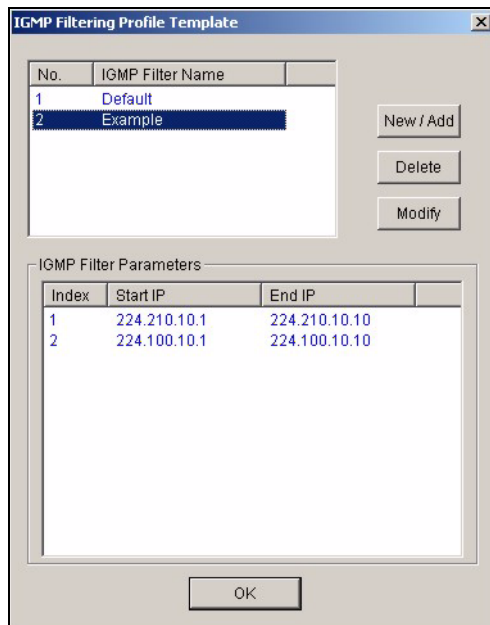 IGMP Filtering Profile Template
No. IGMP Filter Name
1 Default
2 Example
New / Add
Delete
Modify
IGMP Filter Parameters
Index Start IP End IP
1 224.210.10.1 224.210.10.10
2 224.100.10.1 224.100.10.10
OK